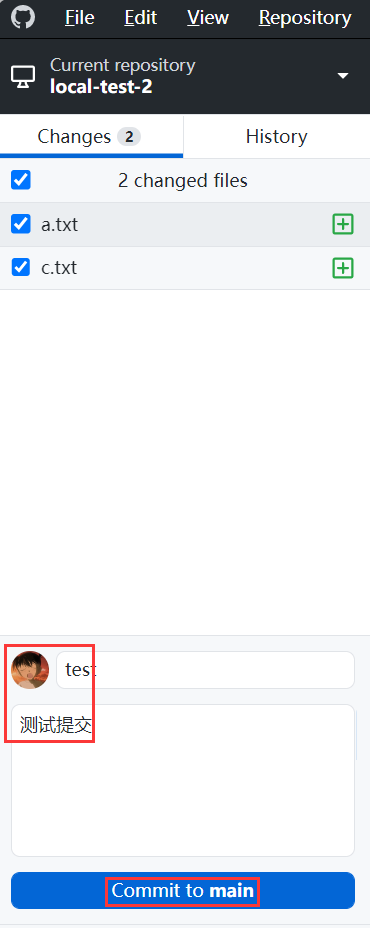 File Edit View Repository
Current repository
local-test-2
Changes 2 History
2 changed files
a.txt
c.txt
test
测试提交
Commit to main